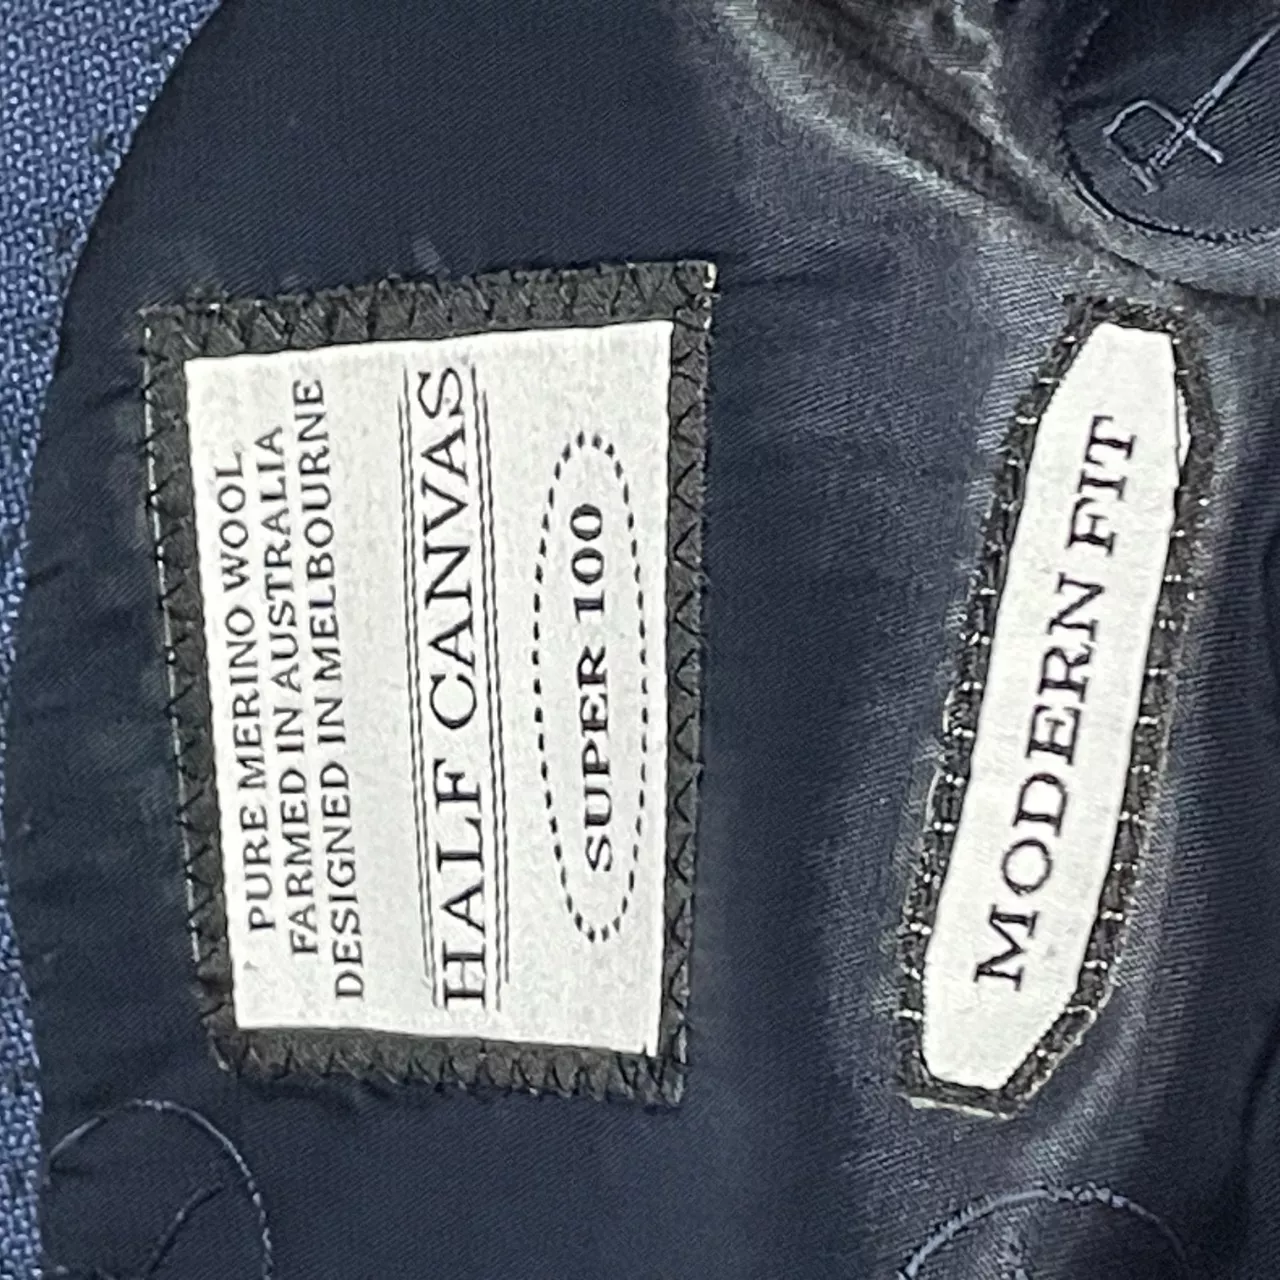 PURE MERINO WOOL
FARMED IN AUSTRALIA
DESIGNED IN MELBOURNE
HALF CANVAS
SUPER 100
MODERN FIT